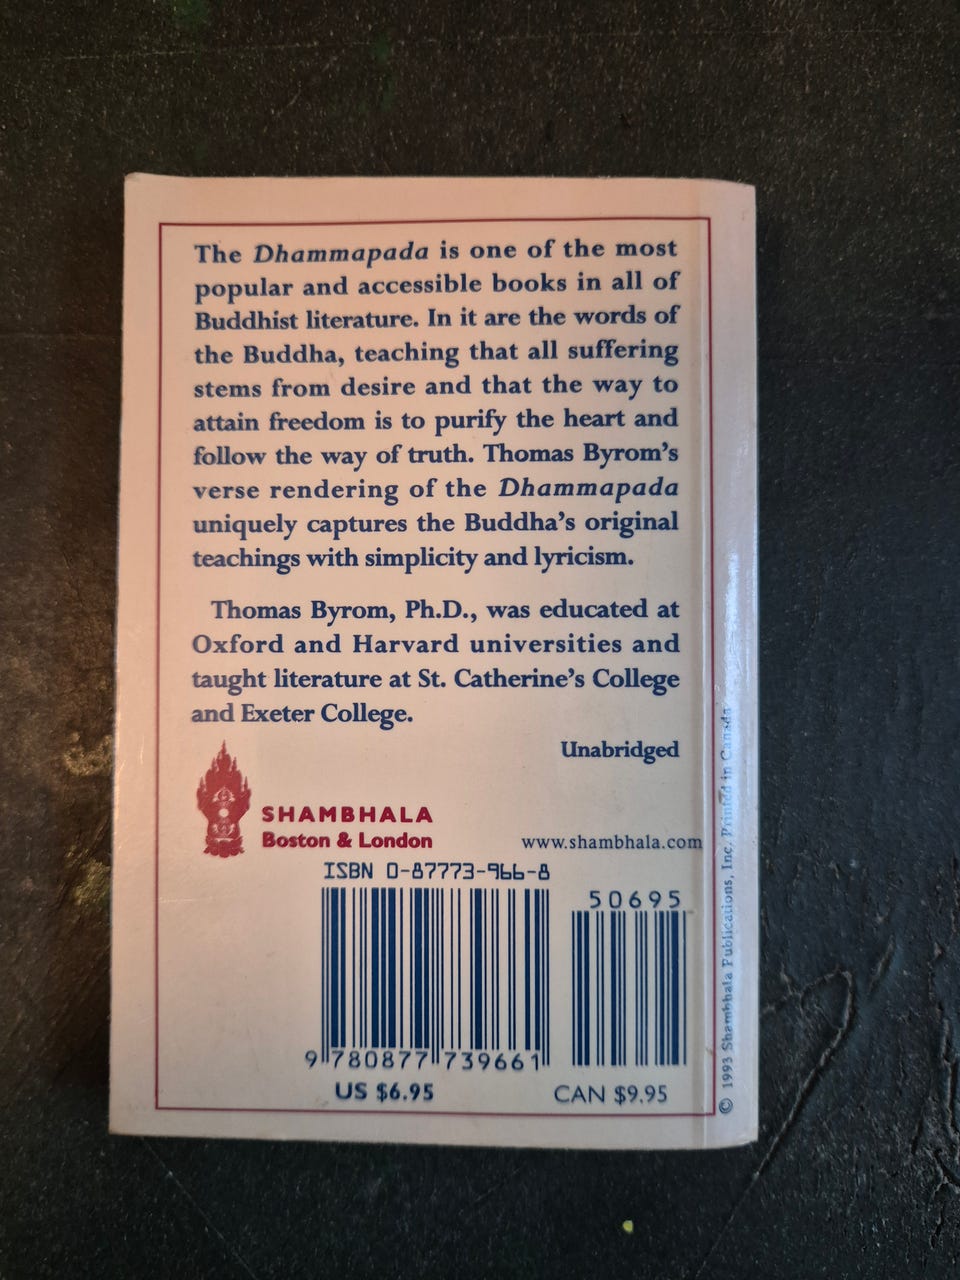 The Dhammapada is one of the most
popular and accessible books in all of
Buddhist literature. In it are the words of
the Buddha, teaching that all suffering
stems from desire and that the way to
attain freedom is to purify the heart and
follow the way of truth. Thomas Byrom's
verse rendering of the Dhammapada
uniquely captures the Buddha's original
teachings with simplicity and lyricism.
Thomas Byrom, Ph.D., was educated at
Oxford and Harvard universities and
taught literature at St. Catherine's College
and Exeter College.
Unabridged
SHAMBHALA
Boston & London
www.shambhala.com
ISBN 0-87773-966-8
50695
9 780877 739661
US $6.95
CAN $9.95
© 1993 Shambhala Publications, Inc. Printed in Canada